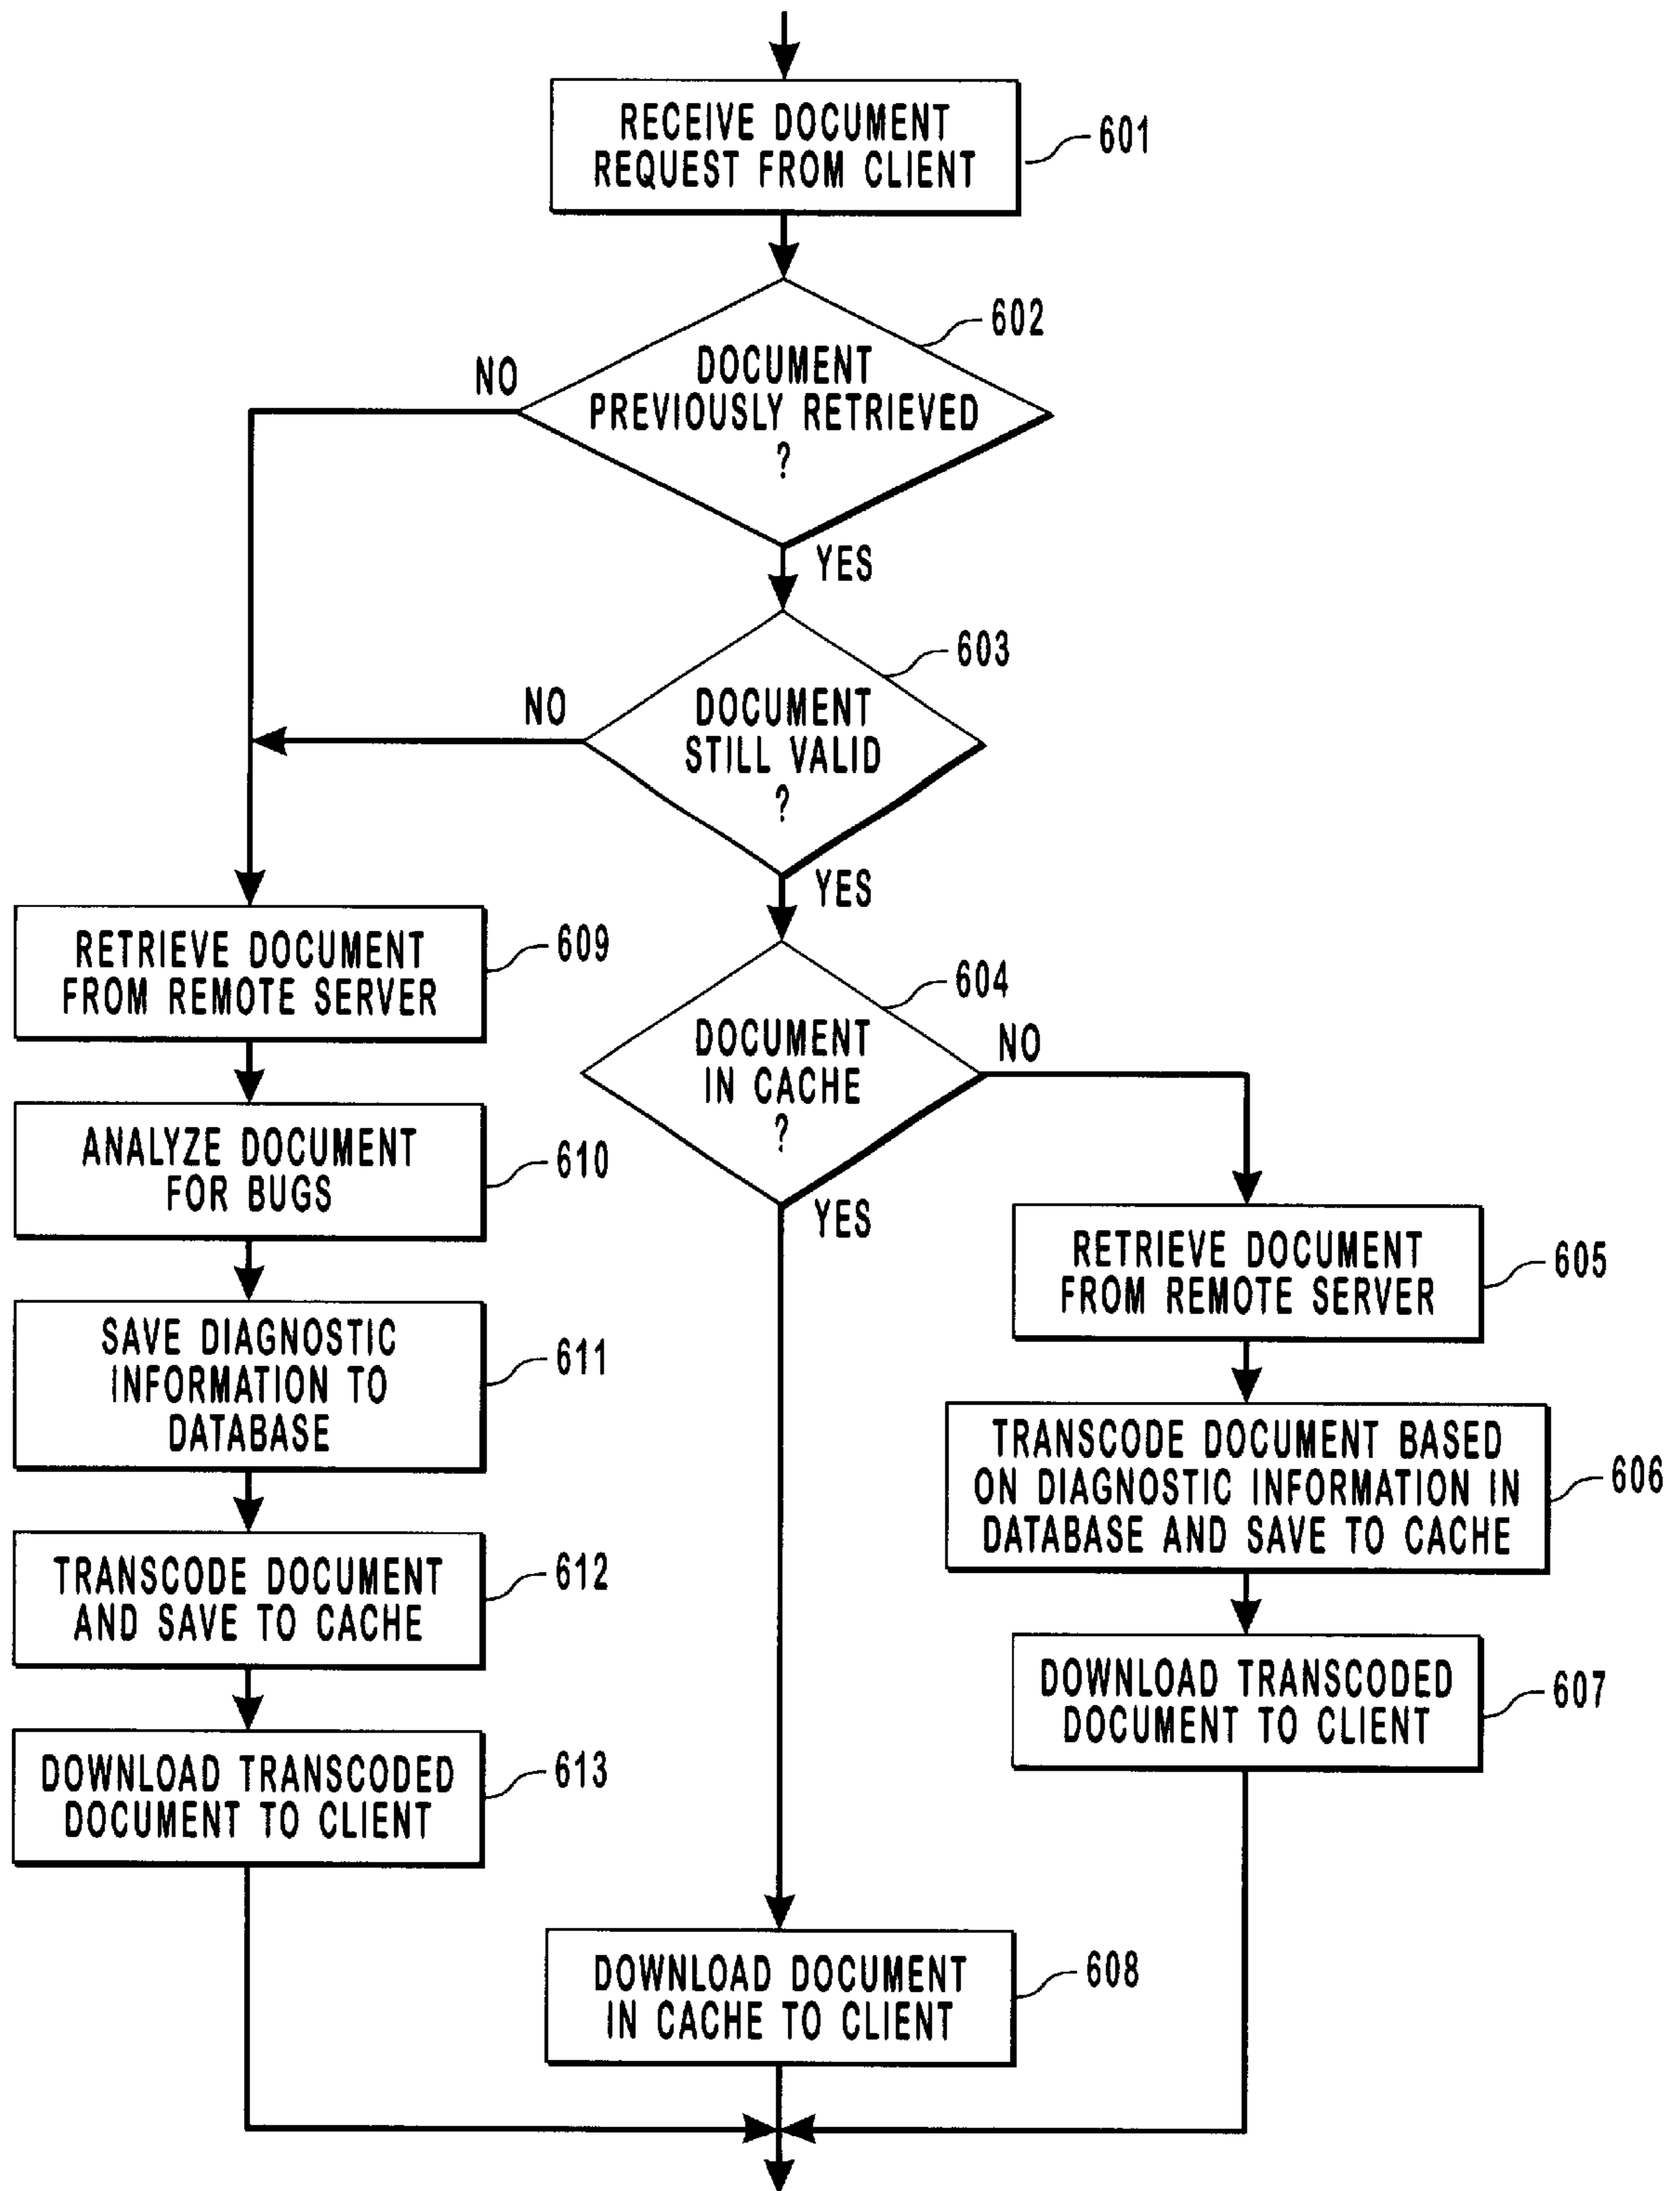 RECEIVE DOCUMENT
REQUEST FROM CLIENT
601
602
NO
DOCUMENT
PREVIOUSLY RETRIEVED
?
YES
603
NO
DOCUMENT
STILL VALID
?
YES
604
DOCUMENT
IN CACHE
?
NO
YES
RETRIEVE DOCUMENT
FROM REMOTE SERVER
609
ANALYZE DOCUMENT
FOR BUGS
610
SAVE DIAGNOSTIC
INFORMATION TO
DATABASE
611
TRANSCODE DOCUMENT
AND SAVE TO CACHE
612
DOWNLOAD TRANSCODED
DOCUMENT TO CLIENT
613
RETRIEVE DOCUMENT
FROM REMOTE SERVER
605
TRANSCODE DOCUMENT BASED
ON DIAGNOSTIC INFORMATION IN
DATABASE AND SAVE TO CACHE
606
DOWNLOAD TRANSCODED
DOCUMENT TO CLIENT
607
DOWNLOAD DOCUMENT
IN CACHE TO CLIENT
608